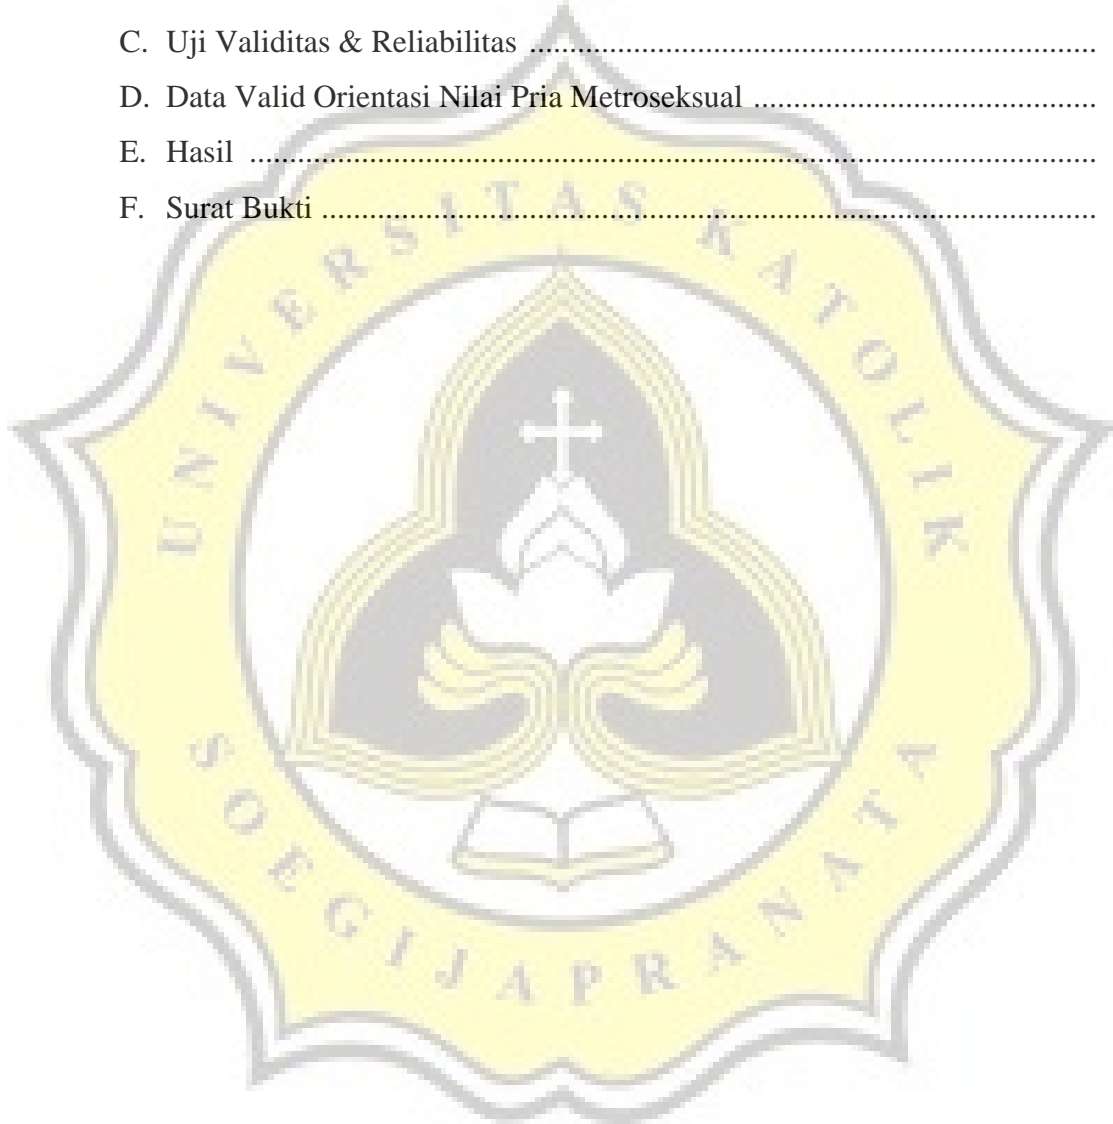 C. Uji Validitas & Reliabilitas ......................................................................
D. Data Valid Orientasi Nilai Pria Metroseksual ..........................................
E. Hasil ........................................................................................................
F. Surat Bukti ...............................................................................................
UNIVERSITAS KATOLIK
SOEGIJAPRANATA